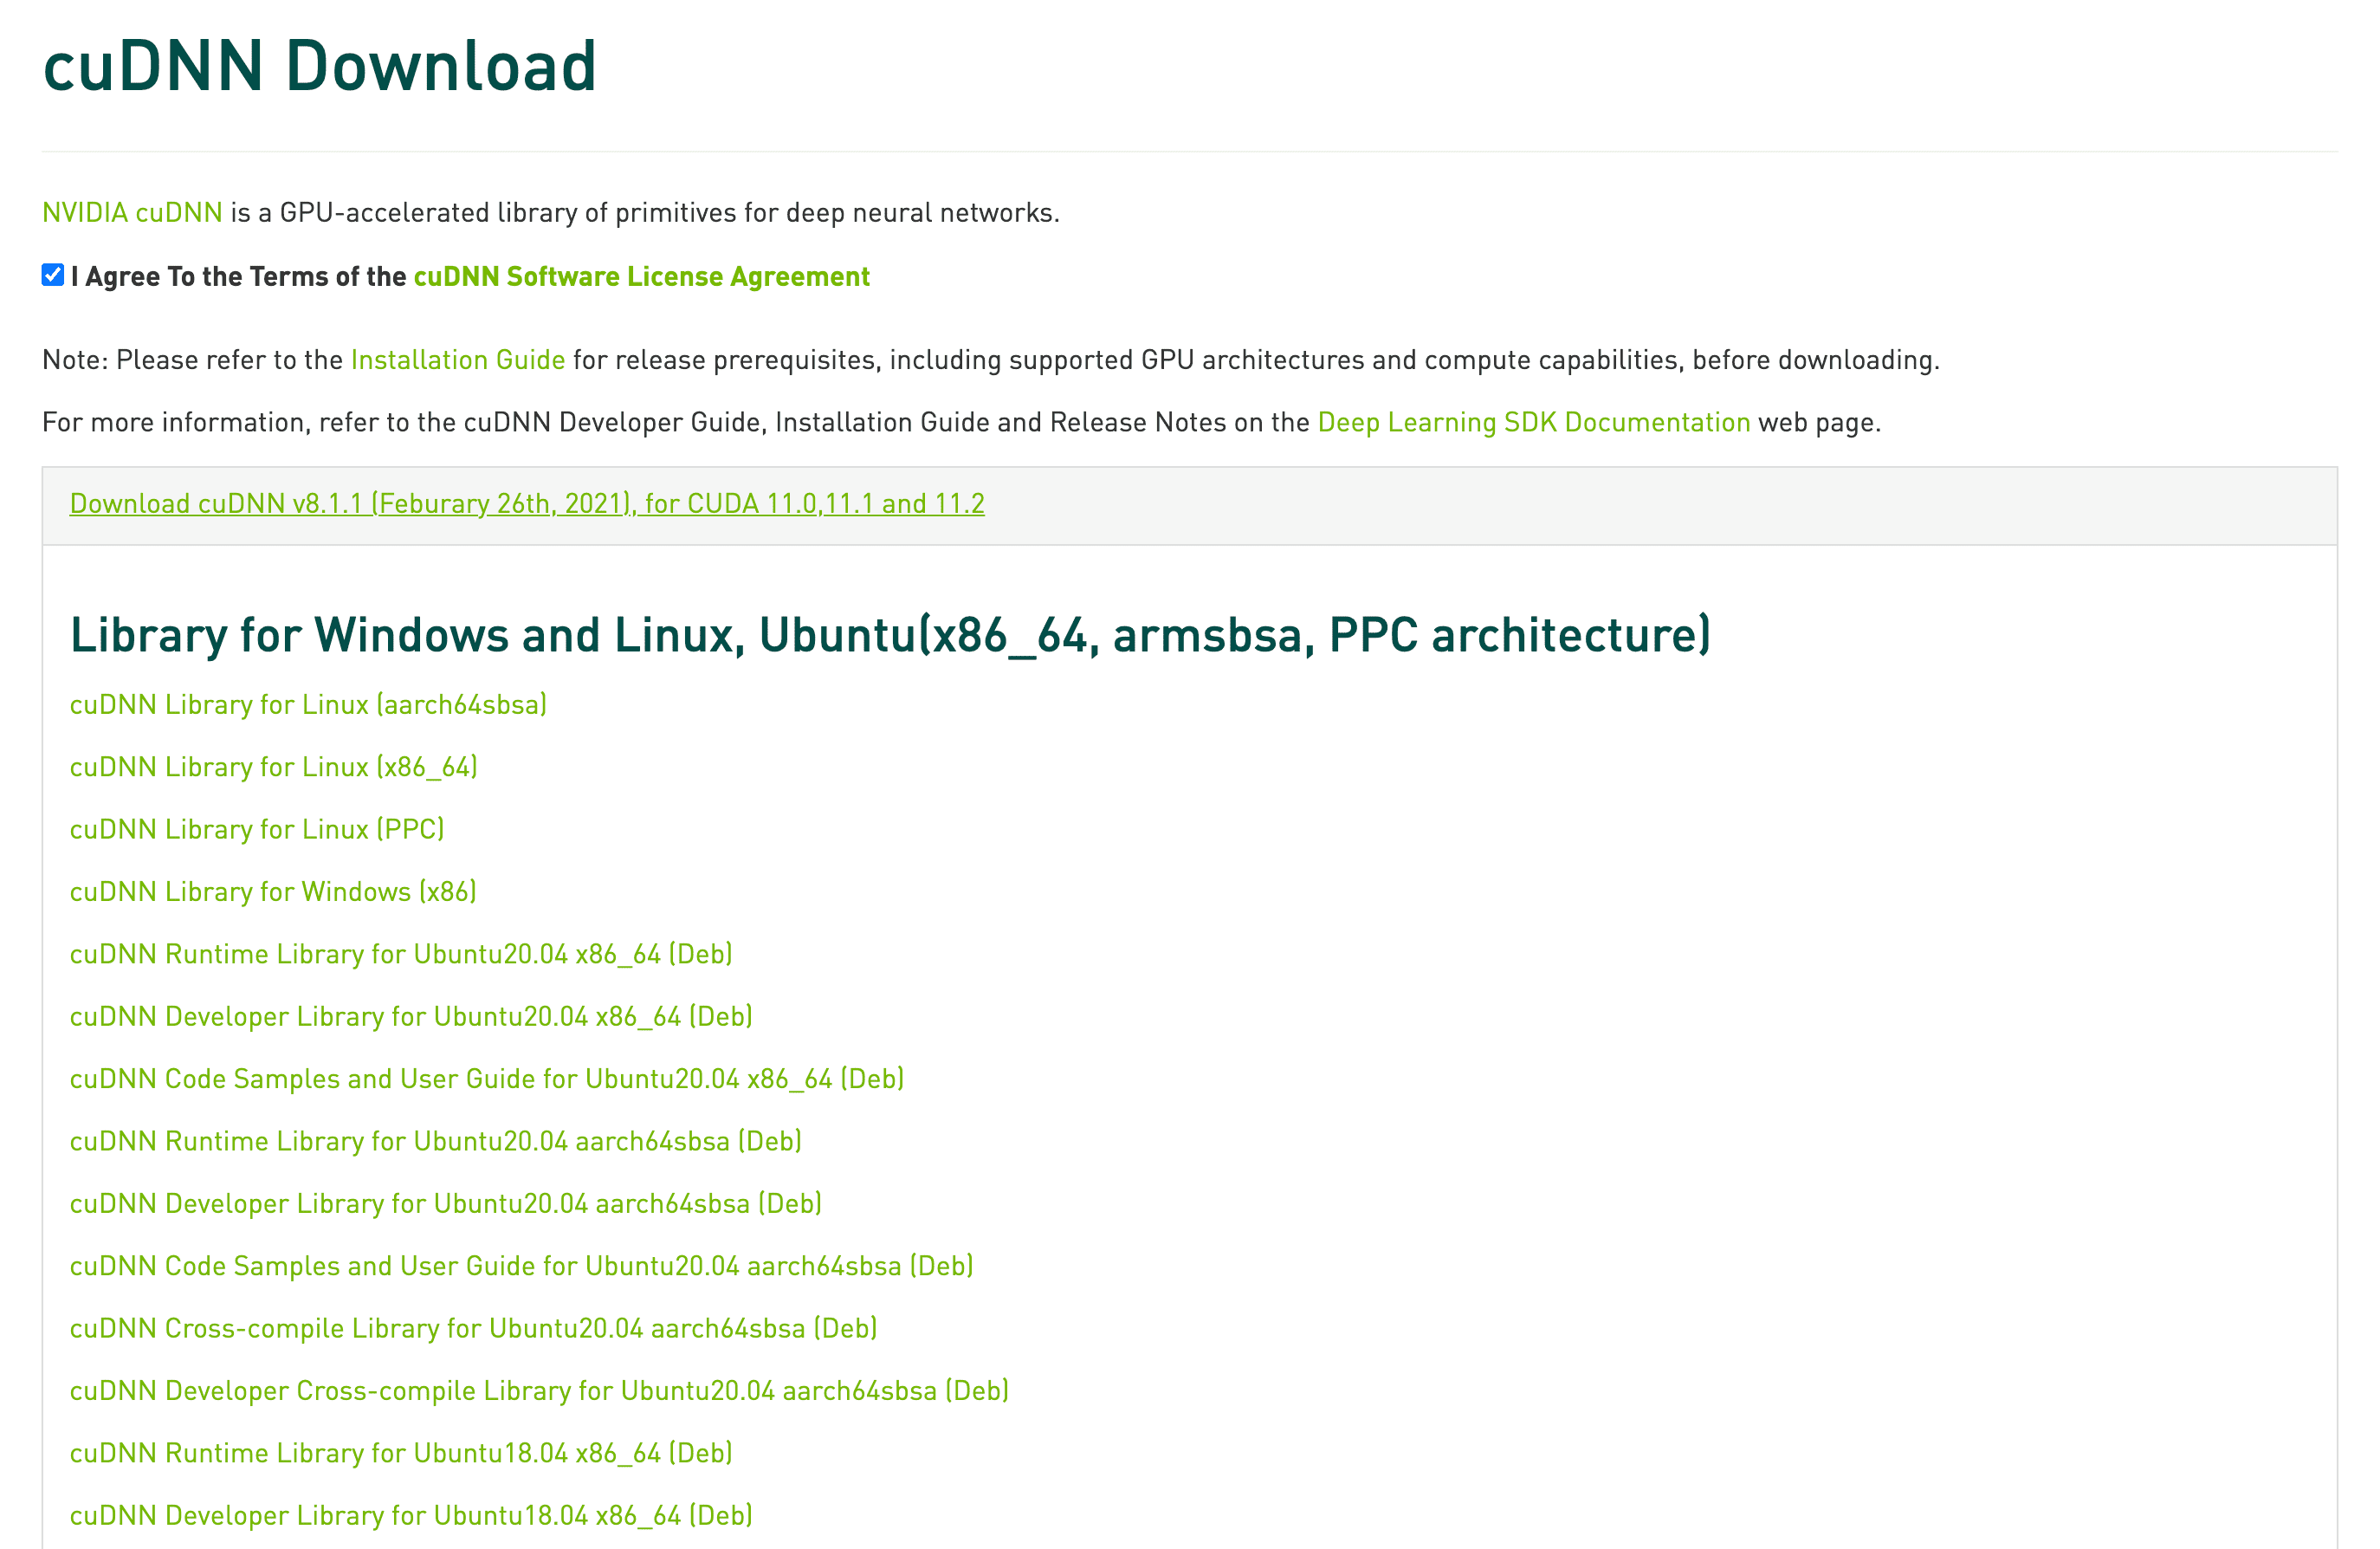 cuDNN Download
NVIDIA cuDNN is a GPU-accelerated library of primitives for deep neural networks.
I Agree To the Terms of the cuDNN Software License Agreement
Note: Please refer to the Installation Guide for release prerequisites, including supported GPU architectures and compute capabilities, before downloading.
For more information, refer to the cuDNN Developer Guide, Installation Guide and Release Notes on the Deep Learning SDK Documentation web page.
Download cuDNN v8.1.1 (Feburary 26th, 2021), for CUDA 11.0,11.1 and 11.2
Library for Windows and Linux, Ubuntu(x86_64, armsbsa, PPC architecture)
cuDNN Library for Linux (aarch64sbsa)
cuDNN Library for Linux (x86_64)
cuDNN Library for Linux (PPC)
cuDNN Library for Windows (x86)
cuDNN Runtime Library for Ubuntu20.04 x86_64 (Deb)
cuDNN Developer Library for Ubuntu20.04 x86_64 (Deb)
cuDNN Code Samples and User Guide for Ubuntu20.04 x86_64 (Deb)
cuDNN Runtime Library for Ubuntu20.04 aarch64sbsa (Deb)
cuDNN Developer Library for Ubuntu20.04 aarch64sbsa (Deb)
cuDNN Code Samples and User Guide for Ubuntu20.04 aarch64sbsa (Deb)
cuDNN Cross-compile Library for Ubuntu20.04 aarch64sbsa (Deb)
cuDNN Developer Cross-compile Library for Ubuntu20.04 aarch64sbsa (Deb)
cuDNN Runtime Library for Ubuntu18.04 x86_64 (Deb)
cuDNN Developer Library for Ubuntu18.04 x86_64 (Deb)